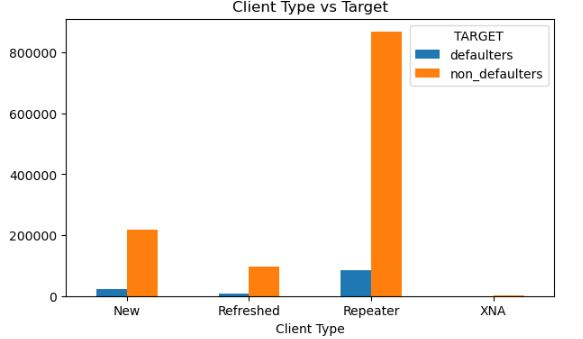 Client Type vs Target
TARGET
defaulters
non_defaulters
800000
600000
400000
200000
0
New
Refreshed
Repeater
XNA
Client Type